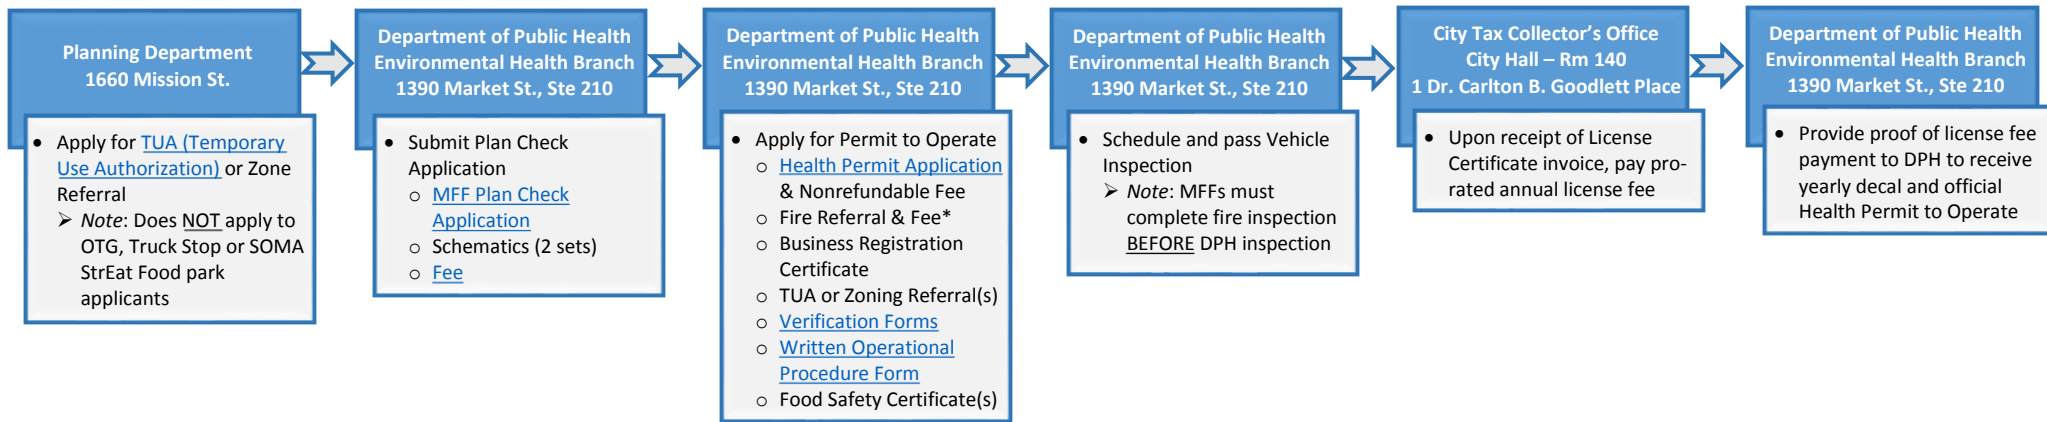 Planning Department
1660 Mission St.
• Apply for TUA (Temporary
Use Authorization) or Zone
Referral
➢ Note: Does NOT apply to
OTG, Truck Stop or SOMA
StrEat Food park
applicants
Department of Public Health
Environmental Health Branch
1390 Market St., Ste 210
• Submit Plan Check
Application
o MFF Plan Check
Application
o Schematics (2 sets)
o Fee
Department of Public Health
Environmental Health Branch
1390 Market St., Ste 210
• Apply for Permit to Operate
o Health Permit Application
& Nonrefundable Fee
o Fire Referral & Fee*
o Business Registration
Certificate
o TUA or Zoning Referral(s)
o Verification Forms
o Written Operational
Procedure Form
o Food Safety Certificate(s)
Department of Public Health
Environmental Health Branch
1390 Market St., Ste 210
• Schedule and pass Vehicle
Inspection
➢ Note: MFFs must
complete fire inspection
BEFORE DPH inspection
City Tax Collector’s Office
City Hall – Rm 140
1 Dr. Carlton B. Goodlett Place
• Upon receipt of License
Certificate invoice, pay pro-
rated annual license fee
Department of Public Health
Environmental Health Branch
1390 Market St., Ste 210
• Provide proof of license fee
payment to DPH to receive
yearly decal and official
Health Permit to Operate